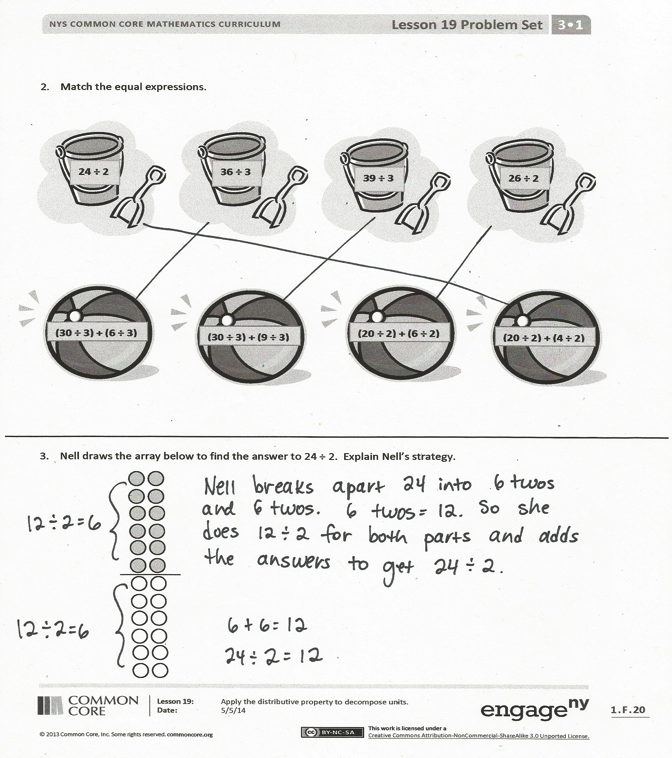 NYS COMMON CORE MATHEMATICS CURRICULUM Lesson 19 Problem Set 3•1
2. Match the equal expressions.
24 ÷ 2 36 ÷ 3 39 ÷ 3 26 ÷ 2
(30 ÷ 3) + (6 ÷ 3) (30 ÷ 3) + (9 ÷ 3) (20 ÷ 2) + (6 ÷ 2) (20 ÷ 2) + (4 ÷ 2)
3. Nell draws the array below to find the answer to 24 ÷ 2. Explain Nell's strategy.
Nell breaks apart 24 into 6 twos
and 6 twos. 6 twos = 12. So she
12÷2=6 does 12÷2 for both parts and adds
the answers to get 24÷2.
12÷2=6 6+6=12
24÷2=12
COMMON CORE Lesson 19: Apply the distributive property to decompose units.
Date: 5/5/14
engage ny 1.F.20
© 2013 Common Core, Inc. Some rights reserved. commoncore.org
CC BY-NC-SA This work is licensed under a
Creative Commons Attribution-NonCommercial-ShareAlike 3.0 Unported License.